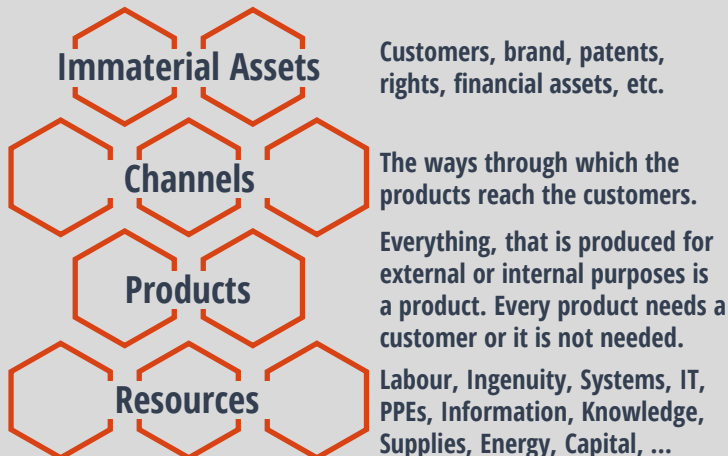 Immaterial Assets
Customers, brand, patents,
rights, financial assets, etc.
Channels
The ways through which the
products reach the customers.
Products
Everything, that is produced for
external or internal purposes is
a product. Every product needs a
customer or it is not needed.
Resources
Labour, Ingenuity, Systems, IT,
PPEs, Information, Knowledge,
Supplies, Energy, Capital, ...